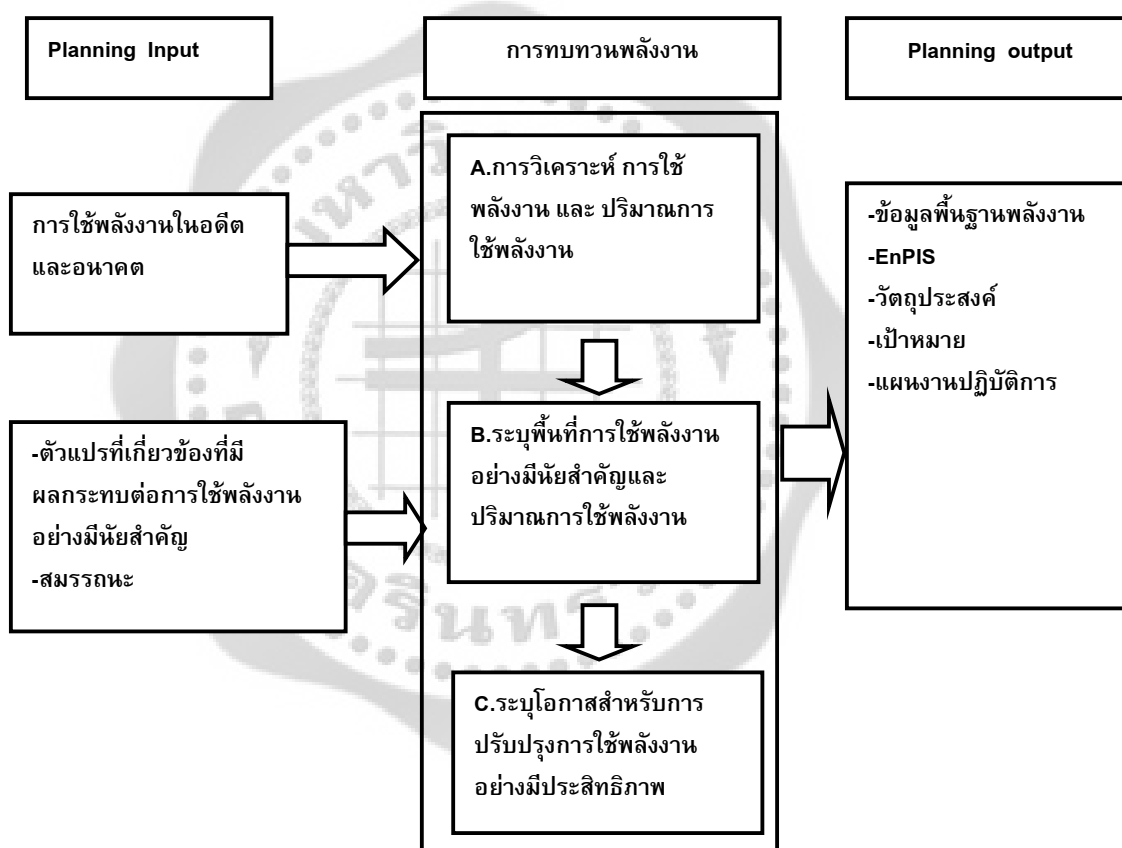 Planning Input
การทบทวนพลังงาน
Planning output
การใช้พลังงานในอดีต
และอนาคต
-ตัวแปรที่เกี่ยวข้องที่มี
ผลกระทบต่อการใช้พลังงาน
อย่างมีนัยสำคัญ
-สมรรถนะ
A.การวิเคราะห์ การใช้
พลังงาน และ ปริมาณการ
ใช้พลังงาน
B.ระบุพื้นที่การใช้พลังงาน
อย่างมีนัยสำคัญและ
ปริมาณการใช้พลังงาน
C.ระบุโอกาสสำหรับการ
ปรับปรุงการใช้พลังงาน
อย่างมีประสิทธิภาพ
-ข้อมูลพื้นฐานพลังงาน
-EnPIS
-วัตถุประสงค์
-เป้าหมาย
-แผนงานปฏิบัติการ